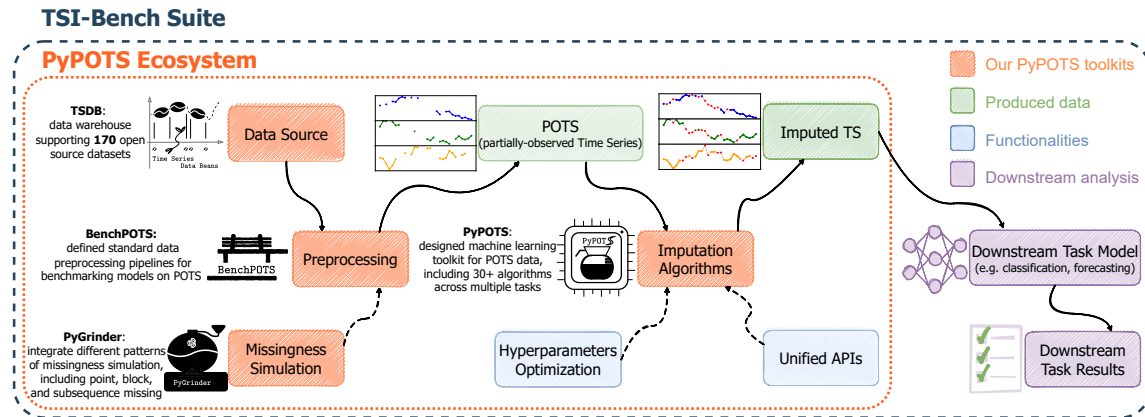 TSI-Bench Suite
PyPOTS Ecosystem
Our PyPOTS toolkits
Produced data
Functionalities
Downstream analysis
TSDB:
data warehouse
supporting 170 open
source datasets
Time Series
Data Beans
Data Source
POTS
(partially-observed Time Series)
Imputed TS
BenchPOTS:
defined standard data
preprocessing pipelines for
benchmarking models on POTS
BenchPOTS
Preprocessing
PyPOTS:
designed machine learning
toolkit for POTS data,
including 30+ algorithms
across multiple tasks
PyPOTS
Imputation
Algorithms
Downstream Task Model
(e.g. classification, forecasting)
PyGrinder:
integrate different patterns
of missingness simulation,
including point, block,
and subsequence missing
PyGrinder
Missingness
Simulation
Hyperparameters
Optimization
Unified APIs
Downstream
Task Results